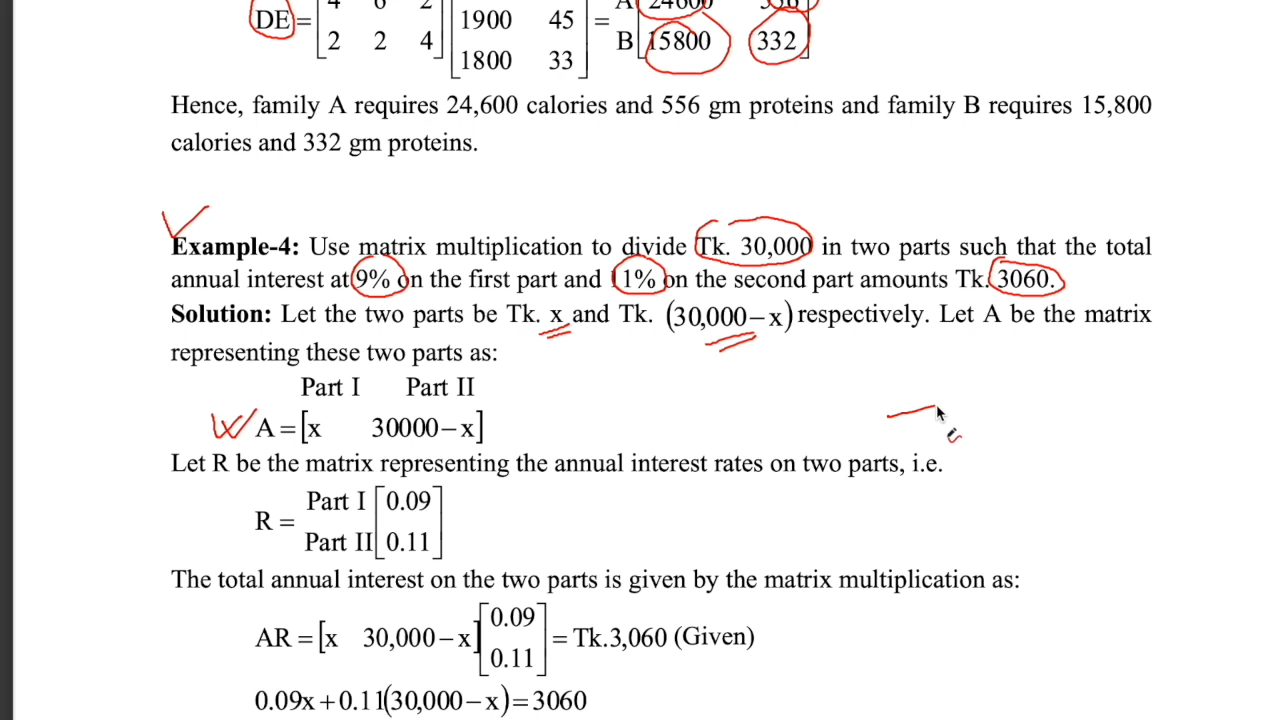 DE = [4 6 2] [1900 45] = A [24600 556]
2 2 4 1800 33 B 15800 332
Hence, family A requires 24,600 calories and 556 gm proteins and family B requires 15,800
calories and 332 gm proteins.
Example-4: Use matrix multiplication to divide Tk. 30,000 in two parts such that the total
annual interest at 9% on the first part and 11% on the second part amounts Tk. 3060.
Solution: Let the two parts be Tk. x and Tk. (30,000−x) respectively. Let A be the matrix
representing these two parts as:
Part I Part II
A = [x 30000−x]
Let R be the matrix representing the annual interest rates on two parts, i.e.
Part I [0.09]
R =
Part II [0.11]
The total annual interest on the two parts is given by the matrix multiplication as:
AR = [x 30,000−x] [0.09 0.11] = Tk.3,060 (Given)
0.09x + 0.11(30,000−x) = 3060